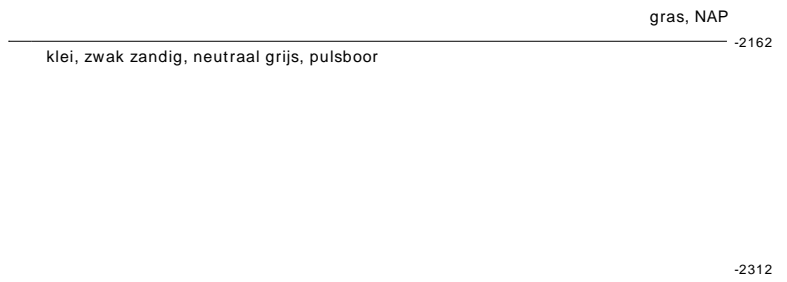 gras, NAP
-2162
klei, zwak zandig, neutraal grijs, pulsboor
-2312